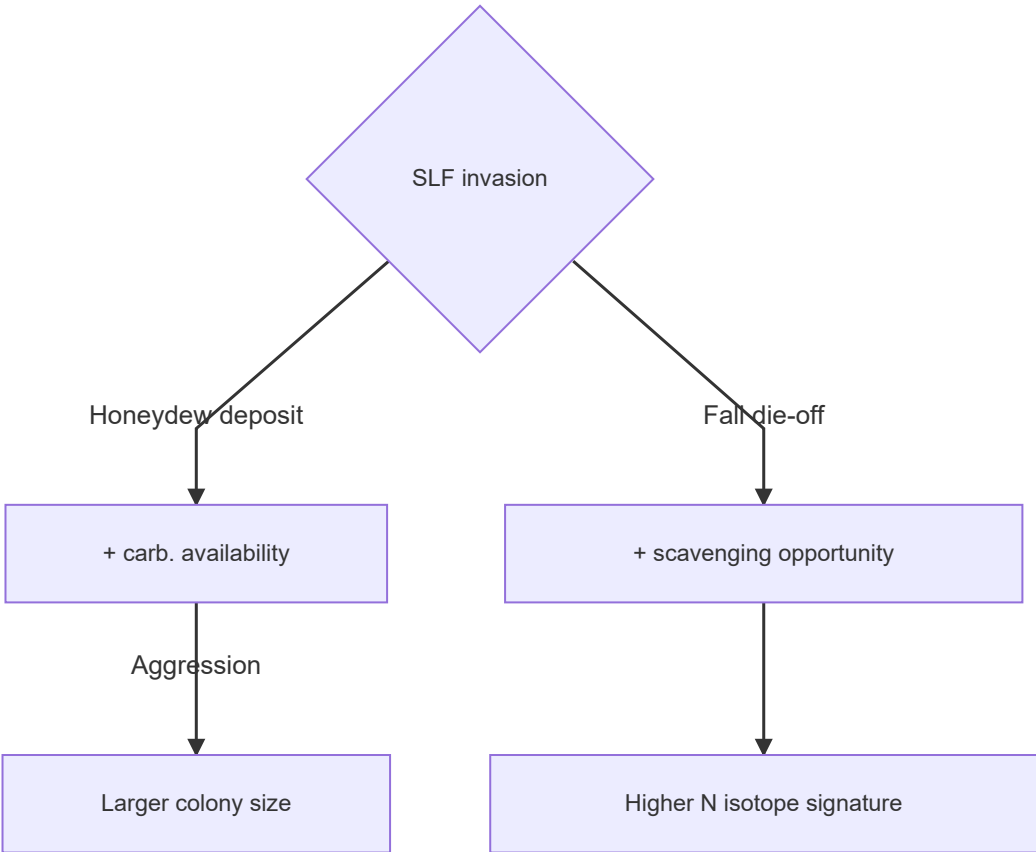 SLF invasion
Honeydew deposit
Fall die-off
+ carb. availability
+ scavenging opportunity
Aggression
Larger colony size
Higher N isotope signature